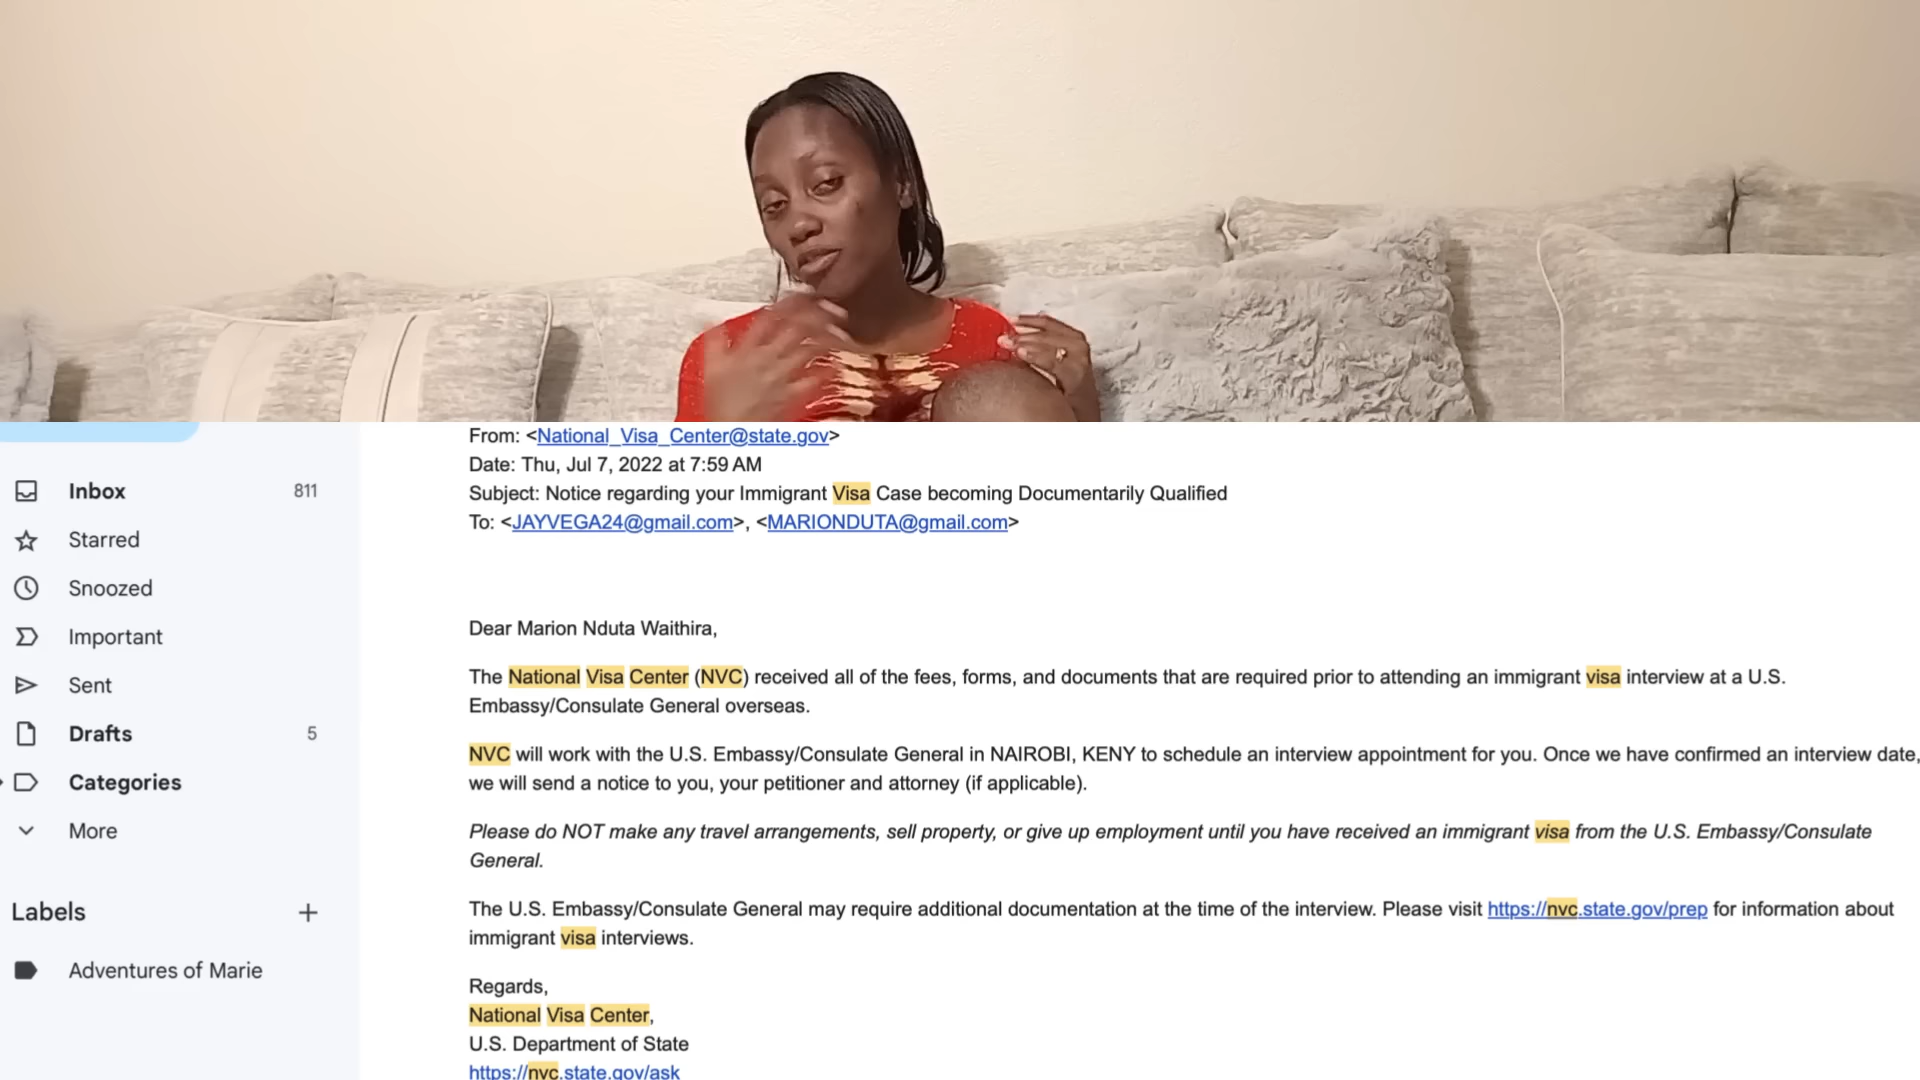 From: <National_Visa_Center@state.gov>
Date: Thu, Jul 7, 2022 at 7:59 AM
Subject: Notice regarding your Immigrant Visa Case becoming Documentarily Qualified
To: <JAYVEGA24@gmail.com>, <MARIONDUTA@gmail.com>
Inbox 811
Starred
Snoozed
Important
Sent
Drafts 5
Categories
More
Labels +
Adventures of Marie
Dear Marion Nduta Waithira,
The National Visa Center (NVC) received all of the fees, forms, and documents that are required prior to attending an immigrant visa interview at a U.S.
Embassy/Consulate General overseas.
NVC will work with the U.S. Embassy/Consulate General in NAIROBI, KENY to schedule an interview appointment for you. Once we have confirmed an interview date,
we will send a notice to you, your petitioner and attorney (if applicable).
Please do NOT make any travel arrangements, sell property, or give up employment until you have received an immigrant visa from the U.S. Embassy/Consulate
General.
The U.S. Embassy/Consulate General may require additional documentation at the time of the interview. Please visit https://nvc.state.gov/prep for information about
immigrant visa interviews.
Regards,
National Visa Center,
U.S. Department of State
https://nvc.state.gov/ask